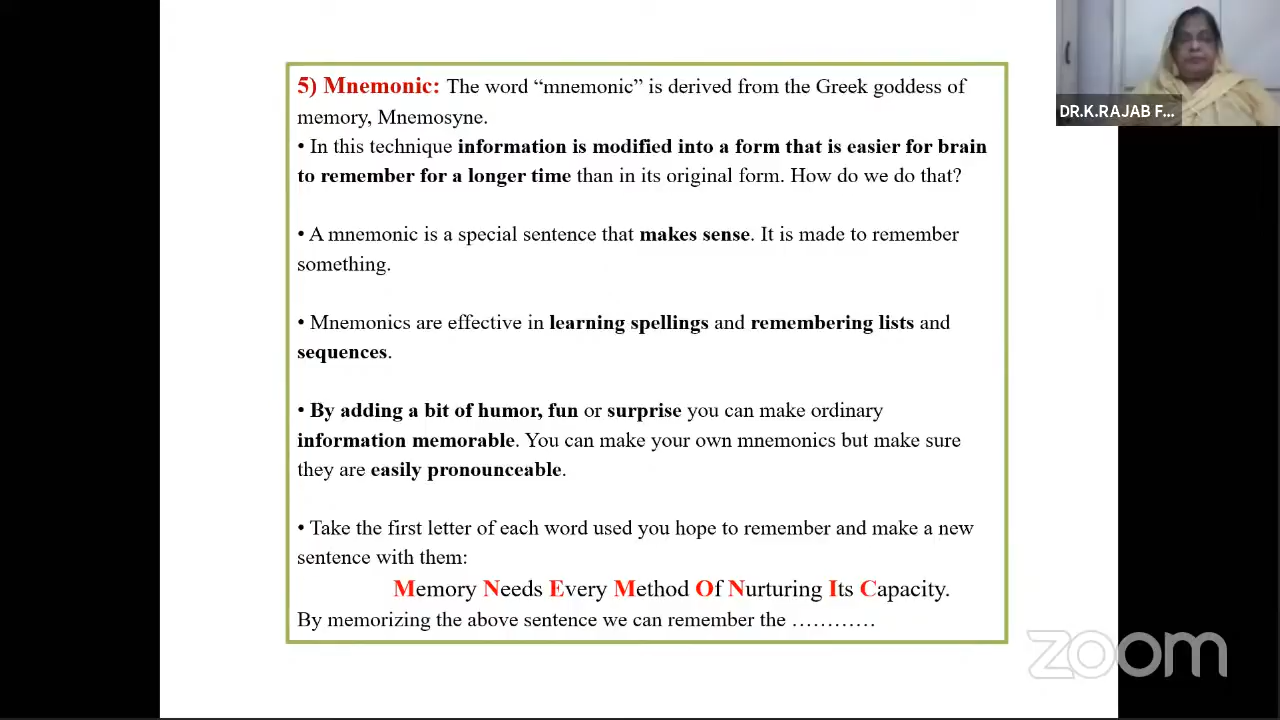 5) Mnemonic: The word “mnemonic” is derived from the Greek goddess of
memory, Mnemosyne.
• In this technique information is modified into a form that is easier for brain
to remember for a longer time than in its original form. How do we do that?
• A mnemonic is a special sentence that makes sense. It is made to remember
something.
• Mnemonics are effective in learning spellings and remembering lists and
sequences.
• By adding a bit of humor, fun or surprise you can make ordinary
information memorable. You can make your own mnemonics but make sure
they are easily pronounceable.
• Take the first letter of each word used you hope to remember and make a new
sentence with them:
Memory Needs Every Method Of Nurturing Its Capacity.
By memorizing the above sentence we can remember the …………
DR.K.RAJAB F...
zoom